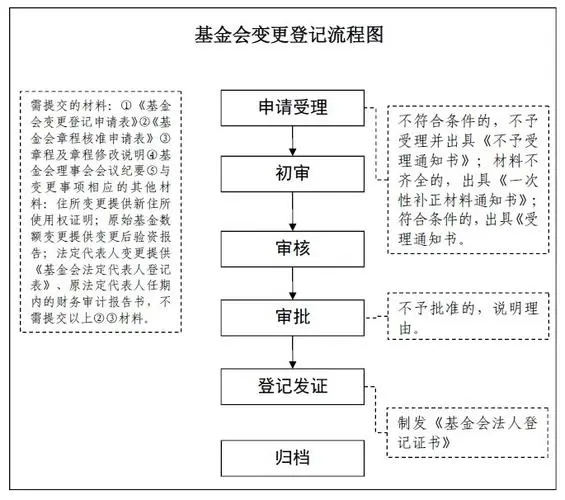 基金会变更登记流程图
需提交的材料：①《基金
会变更登记申请表》②《基
金会章程核准申请表》③
章程及章程修改说明④基
金会理事会会议纪要⑤与
变更事项相应的其他材
料：住所变更提供新住所
使用权证明；原始基金数
额变更提供变更后验资报
告；法定代表人变更提供
《基金会法定代表人登记
表》、原法定代表人任期
内的财务审计报告书，不
需提交以上②③材料。
申请受理
不符合条件的，不予
受理并出具《不予受
理通知书》；材料不
齐全的，出具《一次
性补正材料通知书》；
符合条件的，出具《受
理通知书。
初审
审核
审批
不予批准的，说明理
由。
登记发证
制发《基金会法人登
记证书》
归档